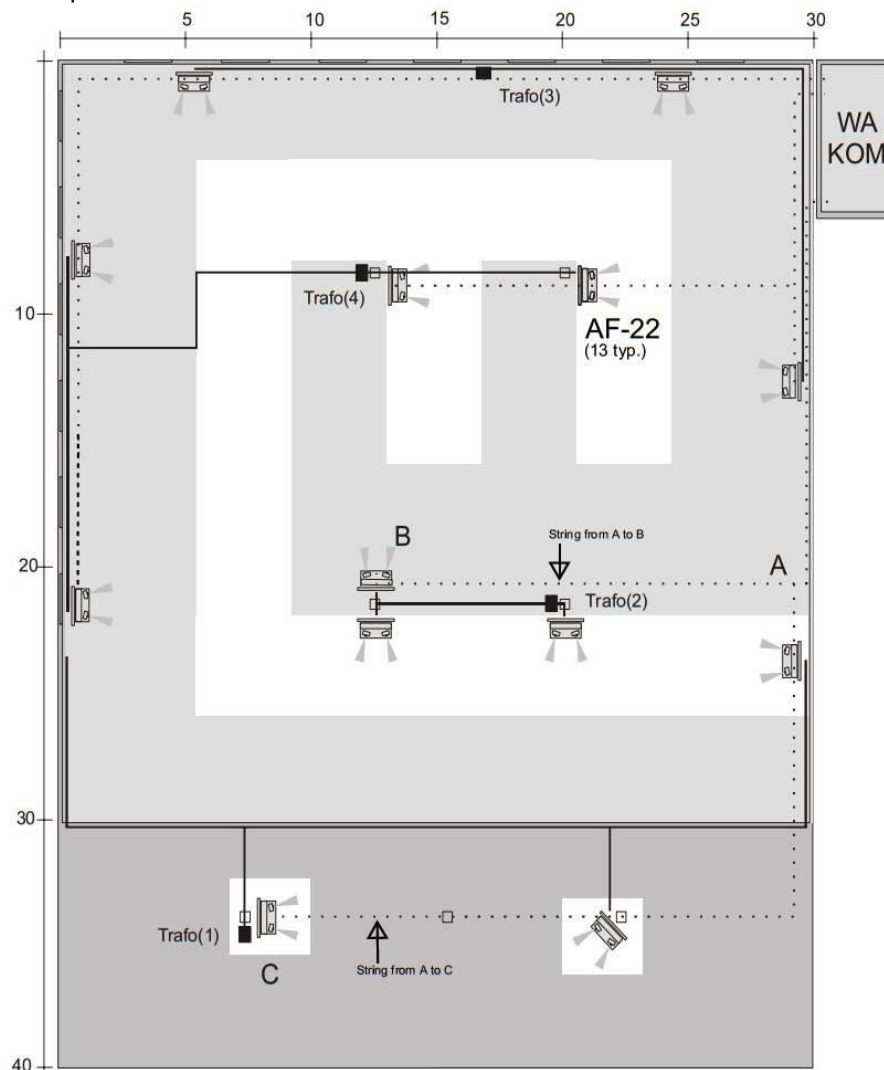 5 10 15 20 25 30
Trafo(3)
WA
KOM
Trafo(4)
AF-22
(13 typ.)
10
B
String from A to B
A
20
Trafo(2)
30
Trafo(1)
C
String from A to C
40